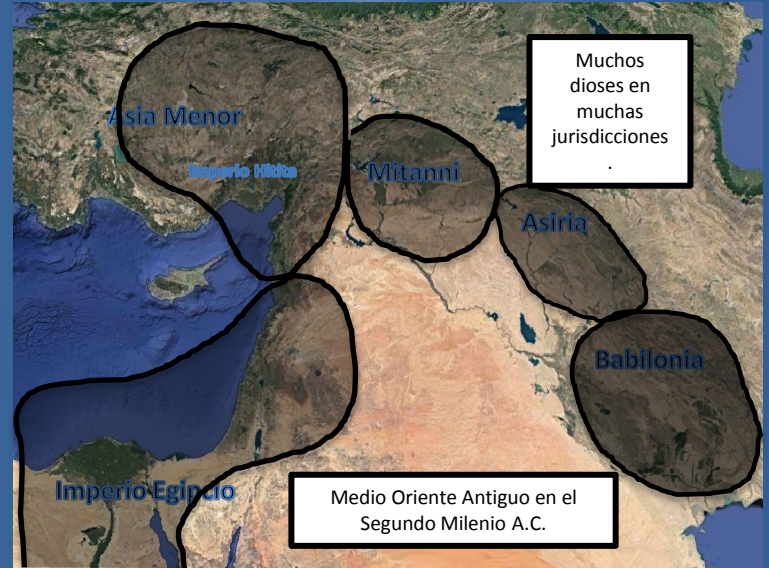 Muchos
dioses en
muchas
jurisdicciones
.
Asia Menor
Imperio Hitita
Mitanni
Asiria
Babilonia
Imperio Egipcio
Medio Oriente Antiguo en el
Segundo Milenio A.C.